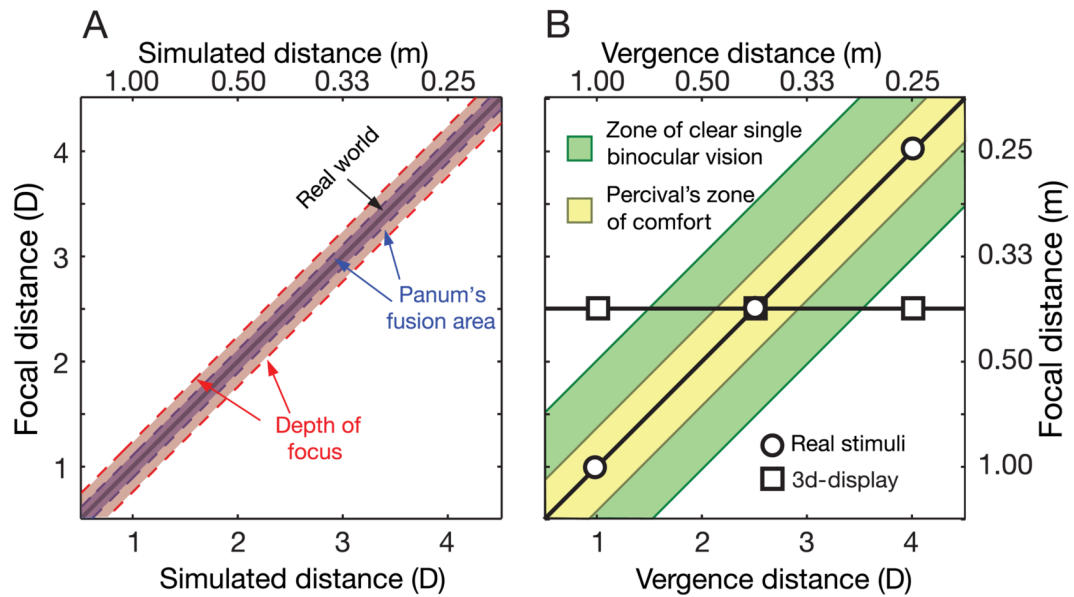 A
Simulated distance (m)
1.00 0.50 0.33 0.25
Focal distance (D)
4
3
2
1
Real world
Panum's
fusion area
Depth of
focus
1 2 3 4
Simulated distance (D)
B
Vergence distance (m)
1.00 0.50 0.33 0.25
Zone of clear single
binocular vision
Percival's zone
of comfort
Real stimuli
3d-display
0.25
0.33
0.50
1.00
Focal distance (m)
1 2 3 4
Vergence distance (D)